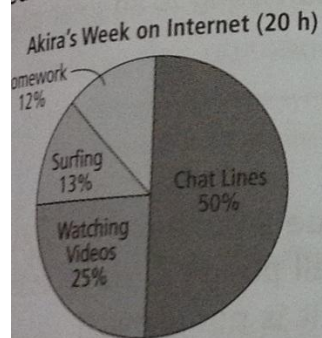 Akira's Week on Internet (20 h)
omework
12%
Surfing
13%
Chat Lines
50%
Watching
Videos
25%